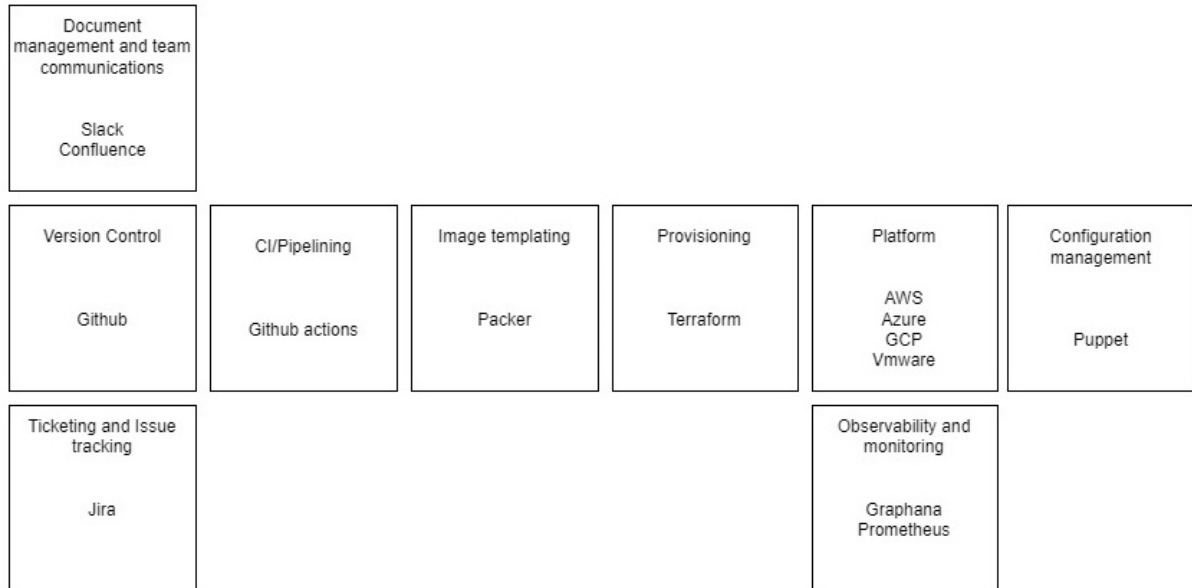 Document
management and team
communications
Slack
Confluence
Version Control
Github
CI/Pipelining
Github actions
Image templating
Packer
Provisioning
Terraform
Platform
AWS
Azure
GCP
Vmware
Configuration
management
Puppet
Ticketing and Issue
tracking
Jira
Observability and
monitoring
Graphana
Prometheus